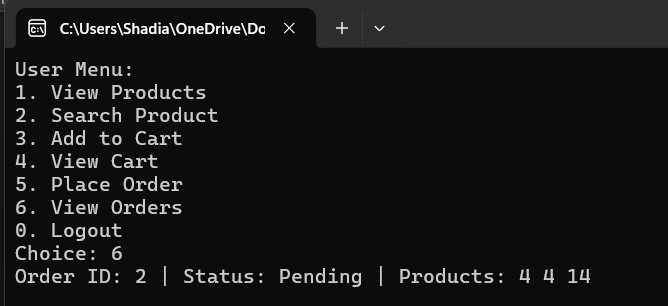 C:\Users\Shadia\OneDrive\Do
User Menu:
1. View Products
2. Search Product
3. Add to Cart
4. View Cart
5. Place Order
6. View Orders
0. Logout
Choice: 6
Order ID: 2 | Status: Pending | Products: 4 4 14